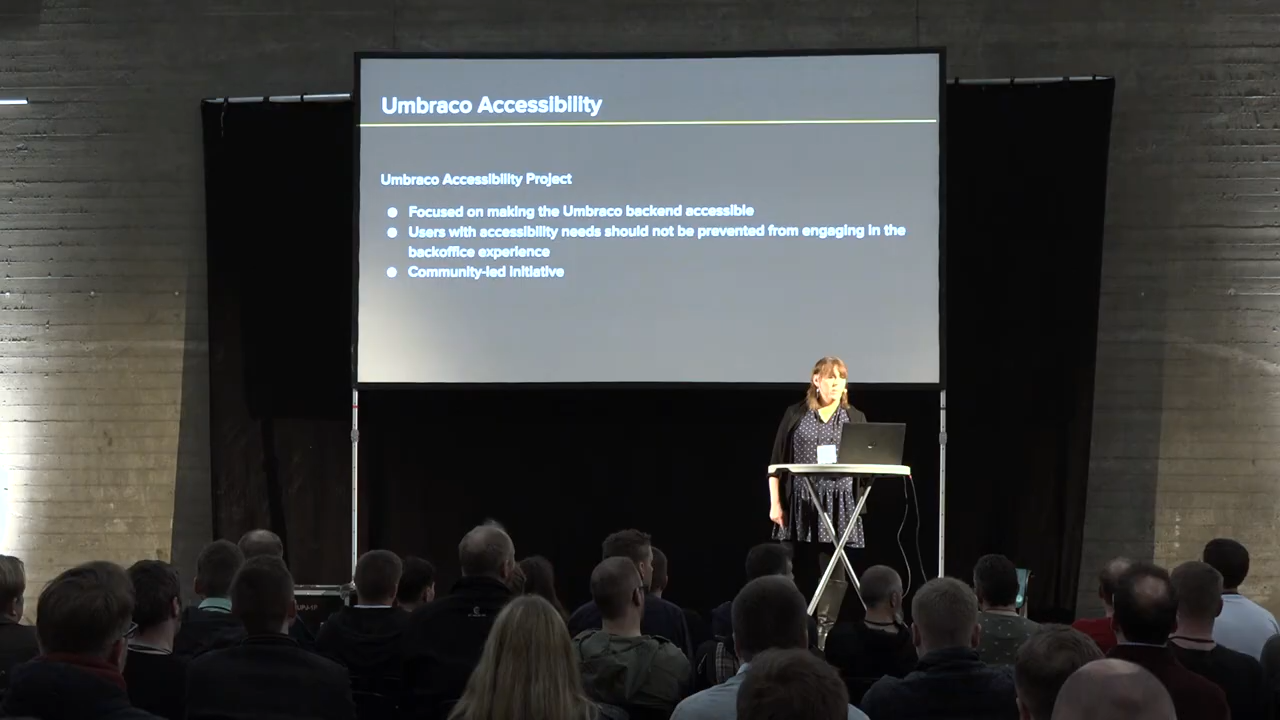 Umbraco Accessibility
Umbraco Accessibility Project
● Focused on making the Umbraco backend accessible
● Users with accessibility needs should not be prevented from engaging in the
backoffice experience
● Community-led initiative